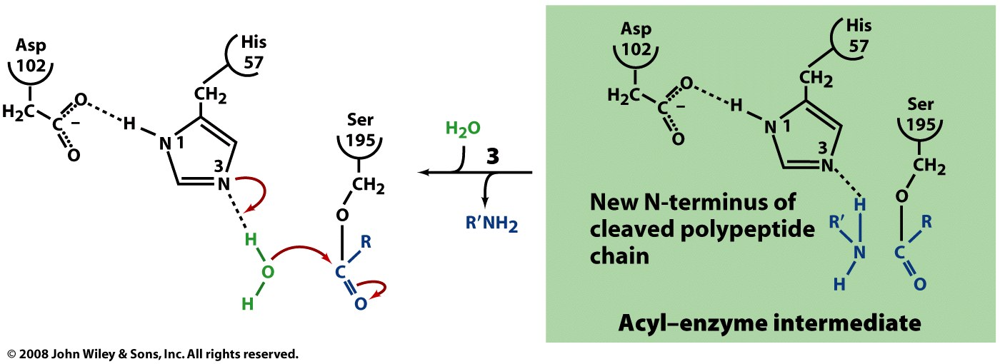 Asp
102
His
57
H₂C
C
O
–
O
H
CH₂
N 1
3
N
Ser
195
CH₂
O
H
O
H
R
C
O
H₂O
3
R′NH₂
Asp
102
His
57
H₂C
C
O
–
O
H
CH₂
N 1
3
N
Ser
195
CH₂
O
H
R′
N
H
R
C
O
New N-terminus of
cleaved polypeptide
chain
Acyl–enzyme intermediate
© 2008 John Wiley & Sons, Inc. All rights reserved.